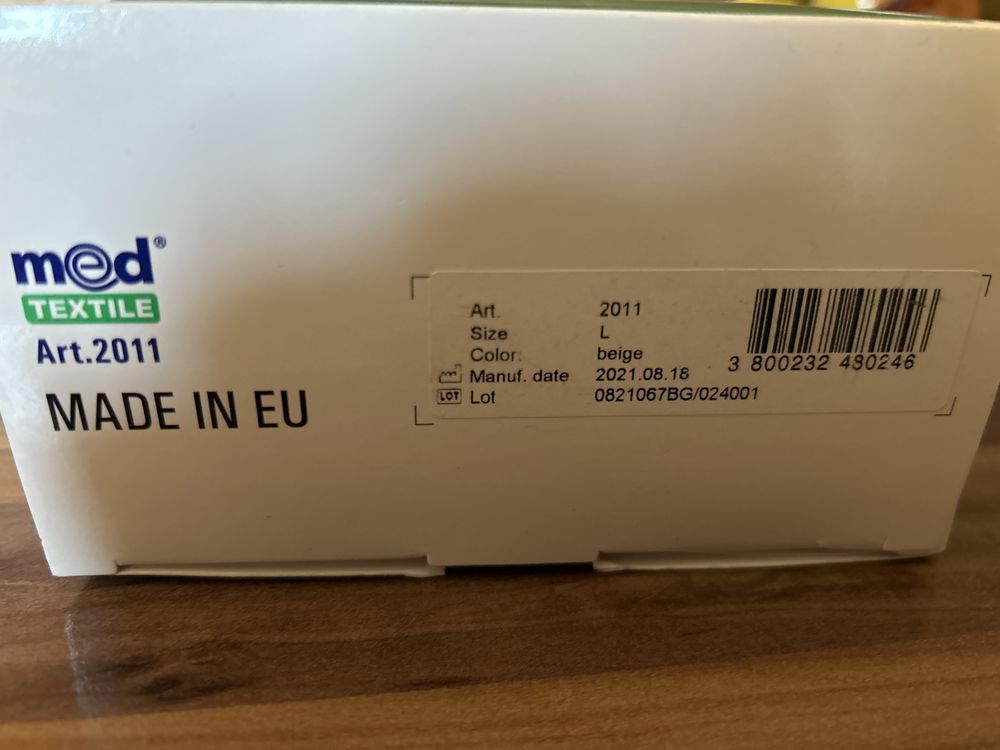 med®
TEXTILE
Art.2011
MADE IN EU
Art. 2011
Size L
Color: beige
Manuf. date 2021.08.18
LOT Lot 0821067BG/024001
3 800232 480246